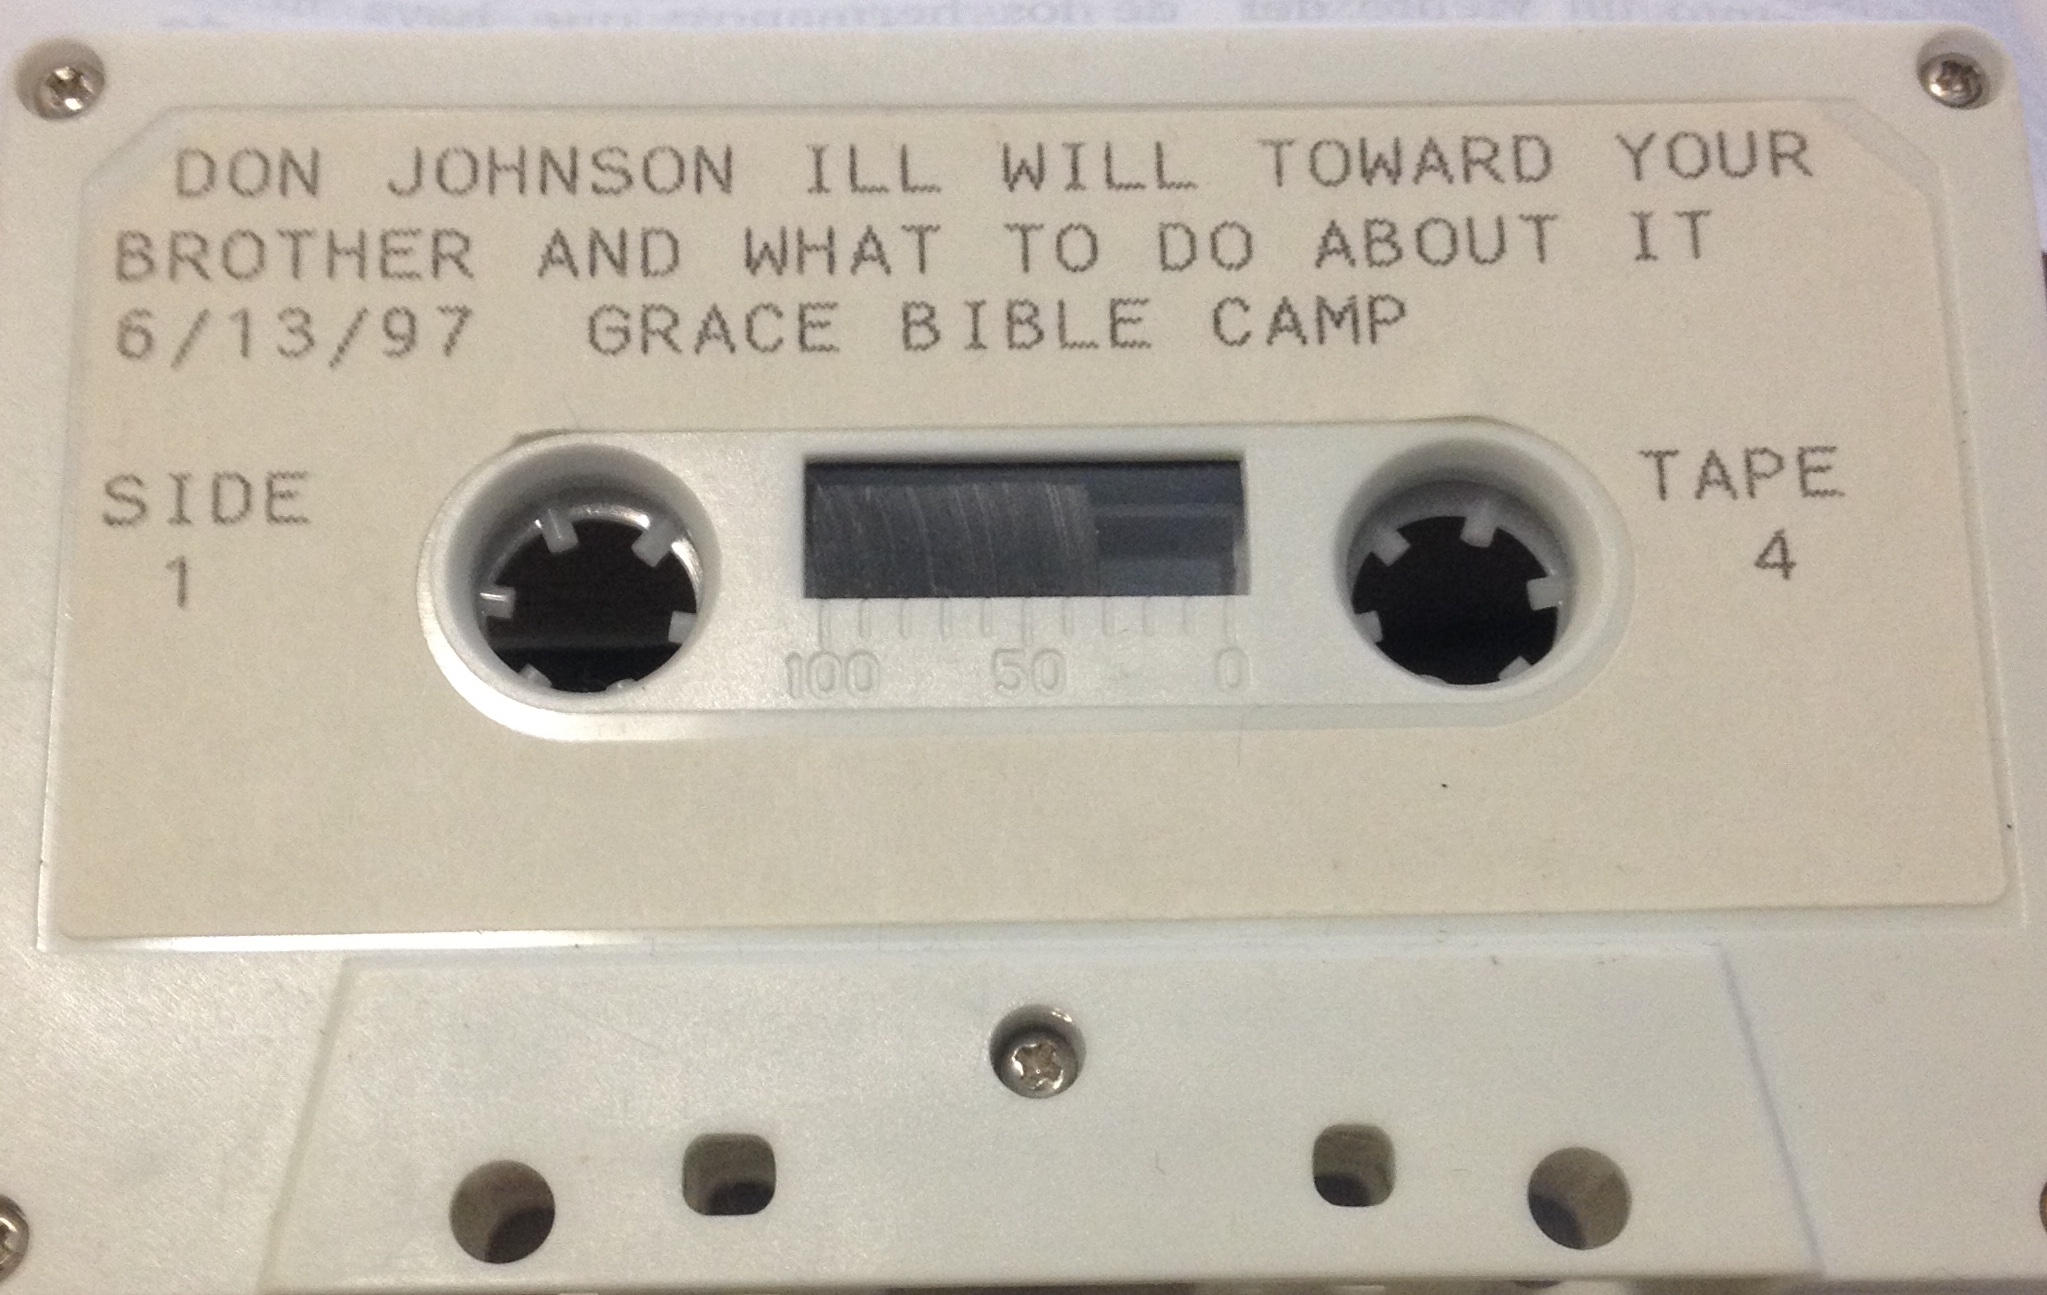 DON JOHNSON ILL WILL TOWARD YOUR
BROTHER AND WHAT TO DO ABOUT IT
6/13/97 GRACE BIBLE CAMP
SIDE
1
TAPE
4
100 50 0